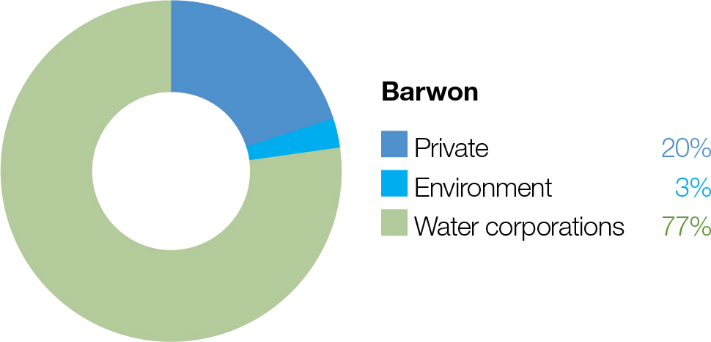 Barwon
Private 20%
Environment 3%
Water corporations 77%